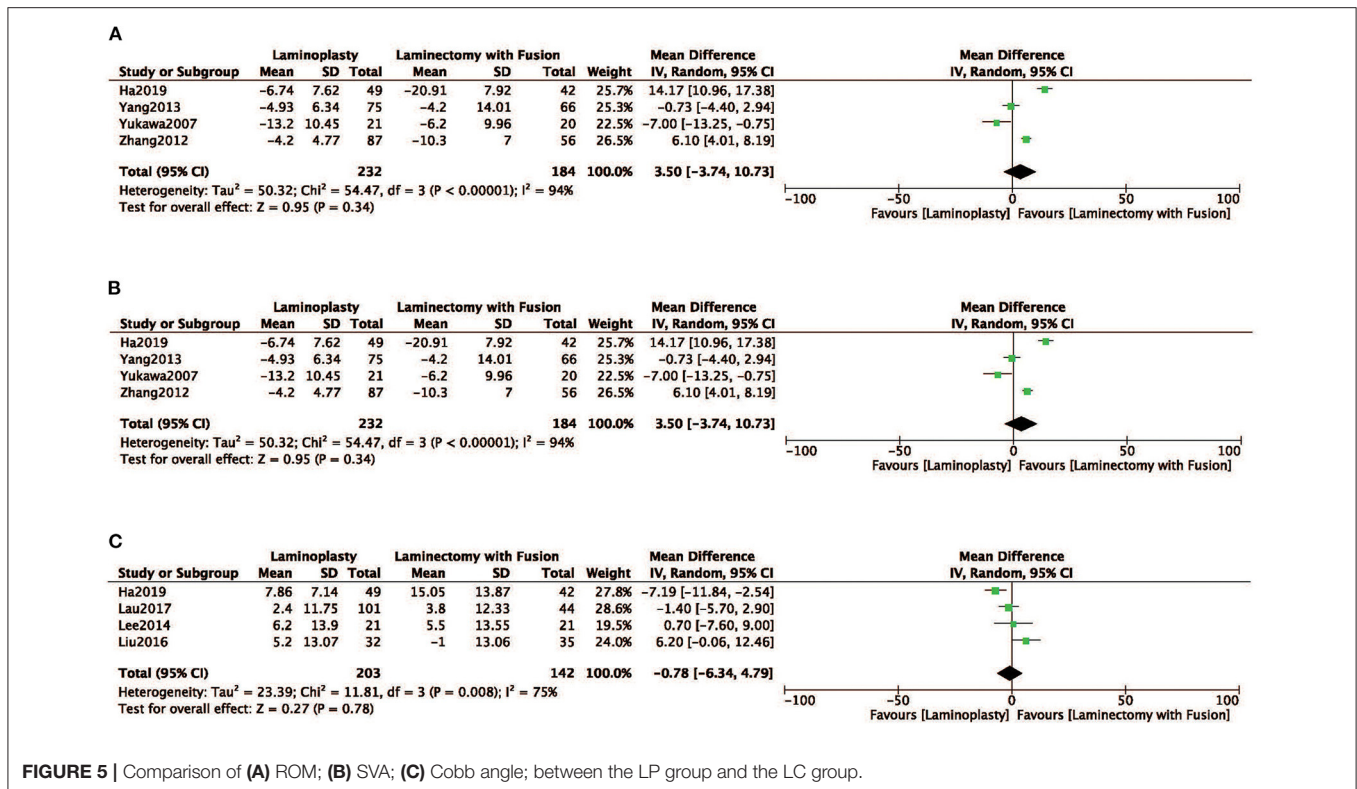 A
Laminoplasty Laminectomy with Fusion Mean Difference Mean Difference
Study or Subgroup Mean SD Total Mean SD Total Weight IV, Random, 95% CI IV, Random, 95% CI
Ha2019 −6.74 7.62 49 −20.91 7.92 42 25.7% 14.17 [10.96, 17.38]
Yang2013 −4.93 6.34 75 −4.2 14.01 66 25.3% −0.73 [−4.40, 2.94]
Yukawa2007 −13.2 10.45 21 −6.2 9.96 20 22.5% −7.00 [−13.25, −0.75]
Zhang2012 −4.2 4.77 87 −10.3 7 56 26.5% 6.10 [4.01, 8.19]
Total (95% CI) 232 184 100.0% 3.50 [−3.74, 10.73]
Heterogeneity: Tau² = 50.32; Chi² = 54.47, df = 3 (P < 0.00001); I² = 94%
Test for overall effect: Z = 0.95 (P = 0.34)
−100 −50 0 50 100
Favours [Laminoplasty] Favours [Laminectomy with Fusion]
B
Laminoplasty Laminectomy with Fusion Mean Difference Mean Difference
Study or Subgroup Mean SD Total Mean SD Total Weight IV, Random, 95% CI IV, Random, 95% CI
Ha2019 −6.74 7.62 49 −20.91 7.92 42 25.7% 14.17 [10.96, 17.38]
Yang2013 −4.93 6.34 75 −4.2 14.01 66 25.3% −0.73 [−4.40, 2.94]
Yukawa2007 −13.2 10.45 21 −6.2 9.96 20 22.5% −7.00 [−13.25, −0.75]
Zhang2012 −4.2 4.77 87 −10.3 7 56 26.5% 6.10 [4.01, 8.19]
Total (95% CI) 232 184 100.0% 3.50 [−3.74, 10.73]
Heterogeneity: Tau² = 50.32; Chi² = 54.47, df = 3 (P < 0.00001); I² = 94%
Test for overall effect: Z = 0.95 (P = 0.34)
−100 −50 0 50 100
Favours [Laminoplasty] Favours [Laminectomy with Fusion]
C
Laminoplasty Laminectomy with Fusion Mean Difference Mean Difference
Study or Subgroup Mean SD Total Mean SD Total Weight IV, Random, 95% CI IV, Random, 95% CI
Ha2019 7.86 7.14 49 15.05 13.87 42 27.8% −7.19 [−11.84, −2.54]
Lau2017 2.4 11.75 101 3.8 12.33 44 28.6% −1.40 [−5.70, 2.90]
Lee2014 6.2 13.9 21 5.5 13.55 21 19.5% 0.70 [−7.60, 9.00]
Liu2016 5.2 13.07 32 −1 13.06 35 24.0% 6.20 [−0.06, 12.46]
Total (95% CI) 203 142 100.0% −0.78 [−6.34, 4.79]
Heterogeneity: Tau² = 23.39; Chi² = 11.81, df = 3 (P = 0.008); I² = 75%
Test for overall effect: Z = 0.27 (P = 0.78)
−100 −50 0 50 100
Favours [Laminoplasty] Favours [Laminectomy with Fusion]
FIGURE 5 | Comparison of (A) ROM; (B) SVA; (C) Cobb angle; between the LP group and the LC group.